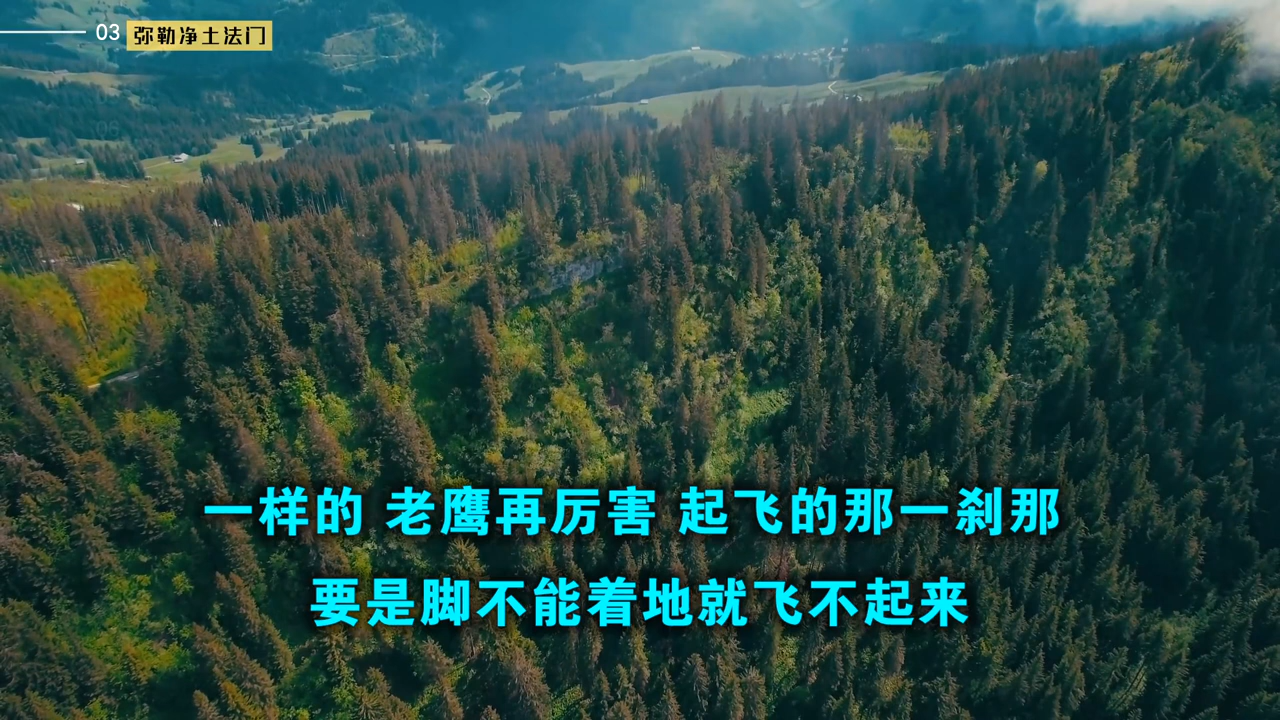 03 弥勒净土法门
一样的 老鹰再厉害 起飞的那一刹那
要是脚不能着地就飞不起来